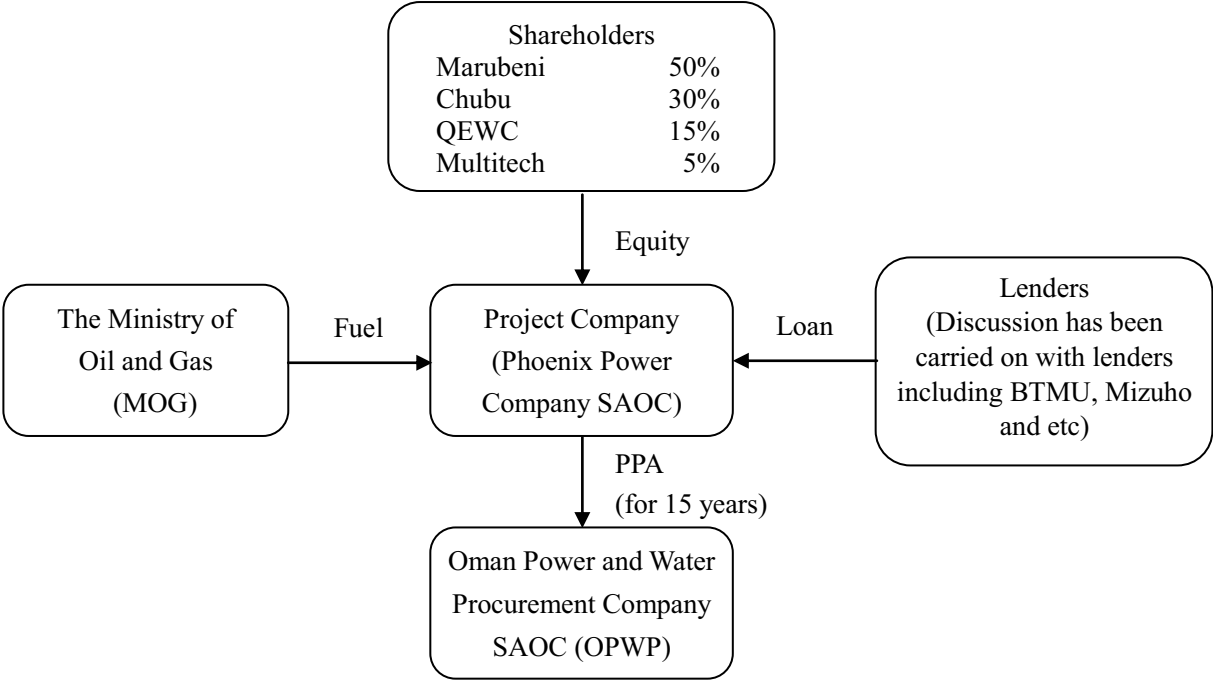 Shareholders
Marubeni 50%
Chubu 30%
QEWC 15%
Multitech 5%
Equity
The Ministry of
Oil and Gas
(MOG)
Fuel
Project Company
(Phoenix Power
Company SAOC)
Loan
Lenders
(Discussion has been
carried on with lenders
including BTMU, Mizuho
and etc)
PPA
(for 15 years)
Oman Power and Water
Procurement Company
SAOC (OPWP)